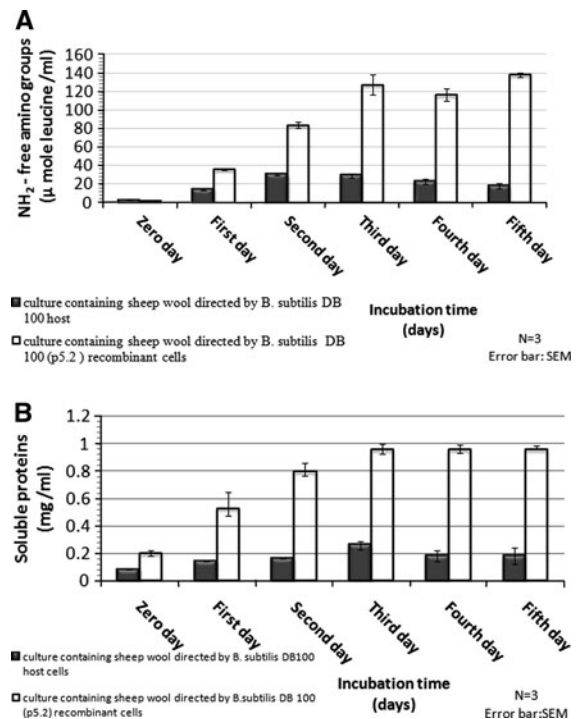 A
NH2 - free amino groups
(µ mole leucine /ml)
160
140
120
100
80
60
40
20
0
Zero day
First day
Second day
Third day
Fourth day
Fifth day
culture containing sheep wool directed by B. subtilis DB
100 host
culture containing sheep wool directed by B. subtilis DB
100 (p5.2 ) recombinant cells
Incubation time
(days)
N=3
Error bar: SEM
B
Soluble proteins
(mg /ml)
1.2
1
0.8
0.6
0.4
0.2
0
Zero day
First day
Second day
Third day
Fourth day
Fifth day
culture containing sheep wool directed by B. subtilis DB100
host cells
culture containing sheep wool directed by B.subtilis DB 100
(p5.2) recombinant cells
Incubation time
(days)
N=3
Error bar:SEM